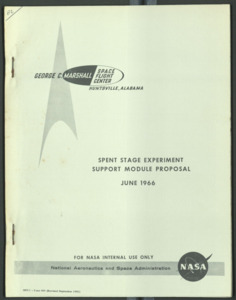 GEORGE C. MARSHALL SPACE FLIGHT CENTER
HUNTSVILLE, ALABAMA
SPENT STAGE EXPERIMENT
SUPPORT MODULE PROPOSAL
JUNE 1966
FOR NASA INTERNAL USE ONLY
National Aeronautics and Space Administration
NASA